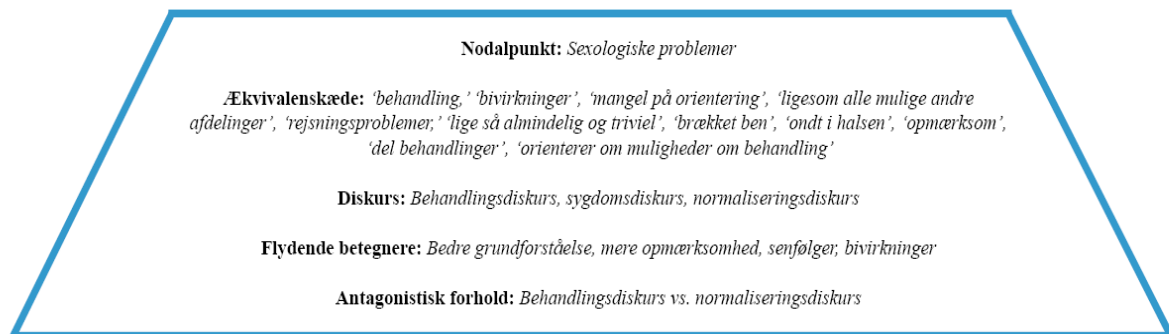 Nodalpunkt: Sexologiske problemer
Ækvivalenskæde: ‘behandling,’ ‘bivirkninger’, ‘mangel på orientering’, ‘ligesom alle mulige andre
afdelinger’, ‘rejsningsproblemer,’ ‘lige så almindelig og triviel’, ‘brækket ben’, ‘ondt i halsen’, ‘opmærksom’,
‘del behandlinger’, ‘orienterer om muligheder om behandling’
Diskurs: Behandlingsdiskurs, sygdomsdiskurs, normaliseringsdiskurs
Flydende betegnere: Bedre grundforståelse, mere opmærksomhed, senfølger, bivirkninger
Antagonistisk forhold: Behandlingsdiskurs vs. normaliseringsdiskurs